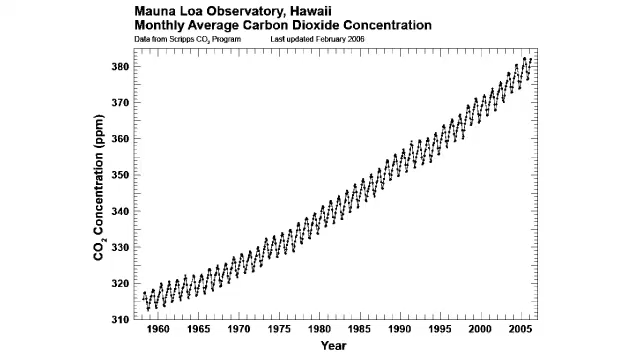 Mauna Loa Observatory, Hawaii
Monthly Average Carbon Dioxide Concentration
Data from Scripps CO₂ Program Last updated February 2006
380
370
360
350
340
330
320
310
CO₂ Concentration (ppm)
1960 1965 1970 1975 1980 1985 1990 1995 2000 2005
Year